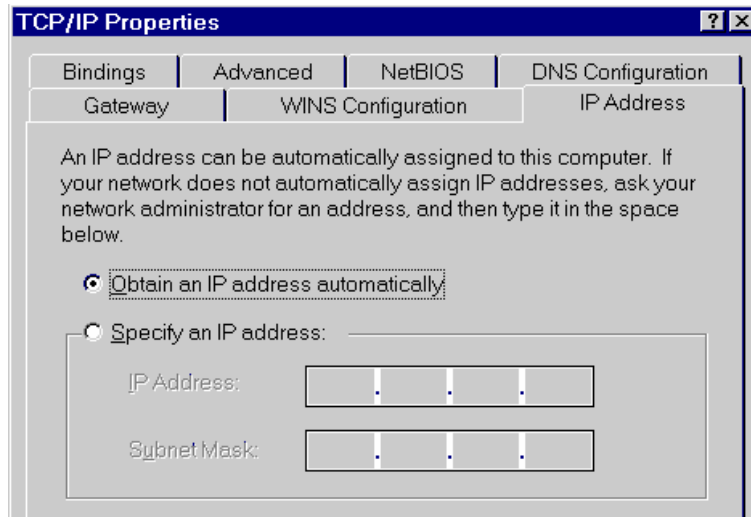 TCP/IP Properties
Bindings Advanced NetBIOS DNS Configuration
Gateway WINS Configuration IP Address
An IP address can be automatically assigned to this computer. If
your network does not automatically assign IP addresses, ask your
network administrator for an address, and then type it in the space
below.
Obtain an IP address automatically
Specify an IP address:
IP Address: . . .
Subnet Mask: . . .